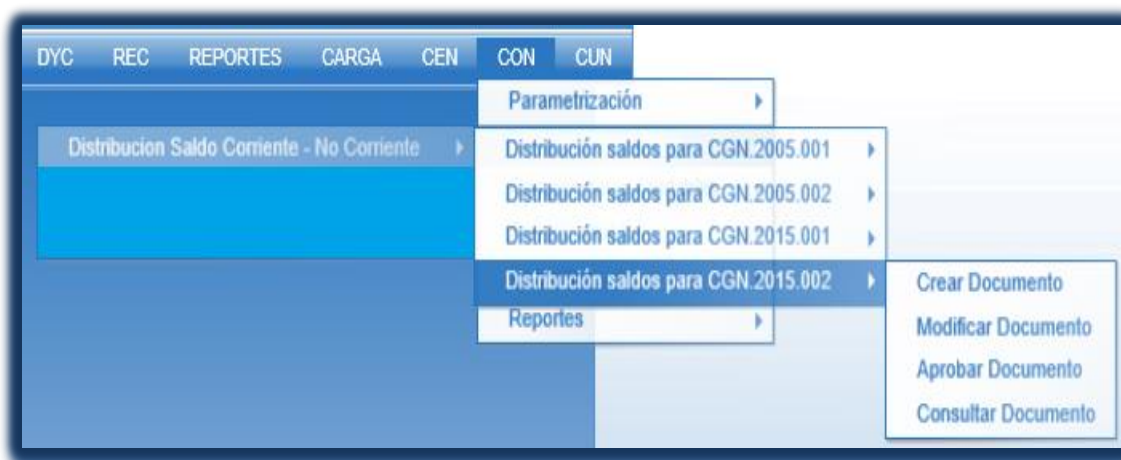 DYC REC REPORTES CARGA CEN CON CUN
Parametrización
Distribucion Saldo Corriente - No Corriente
Distribución saldos para CGN.2005.001
Distribución saldos para CGN.2005.002
Distribución saldos para CGN.2015.001
Distribución saldos para CGN.2015.002
Reportes
Crear Documento
Modificar Documento
Aprobar Documento
Consultar Documento